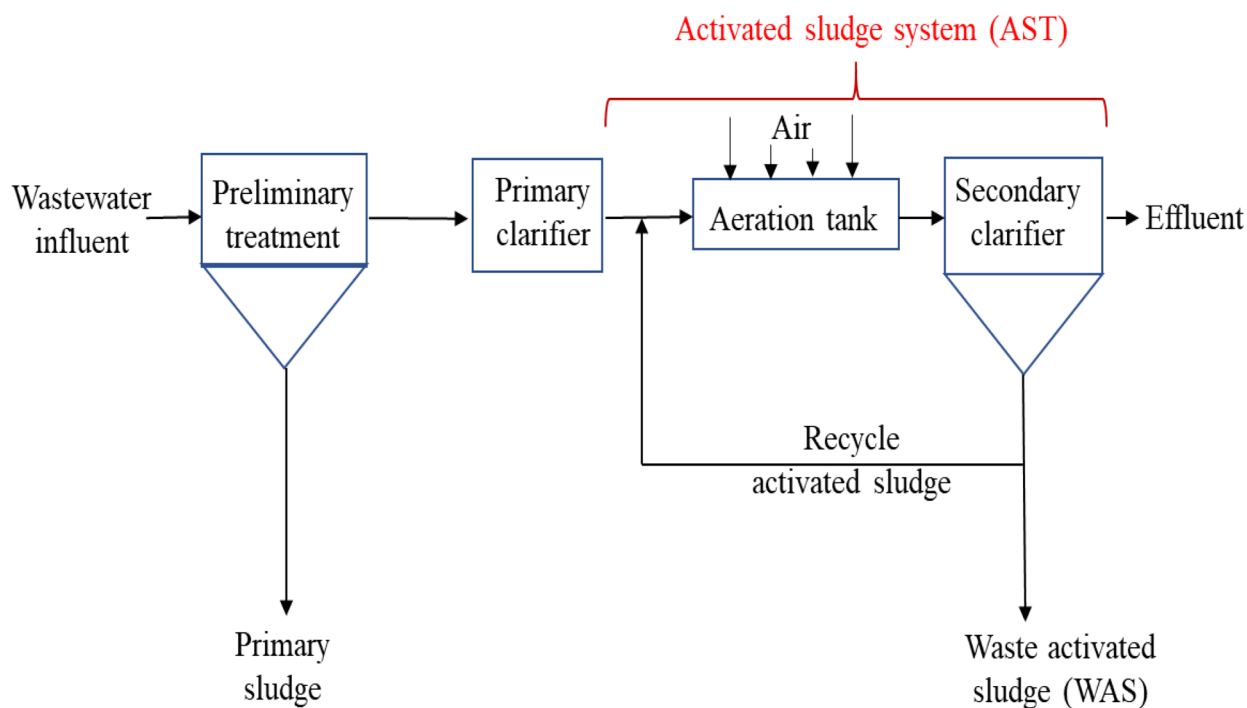 Activated sludge system (AST)
Air
Wastewater
influent
Preliminary
treatment
Primary
clarifier
Aeration tank
Secondary
clarifier
Effluent
Recycle
activated sludge
Primary
sludge
Waste activated
sludge (WAS)